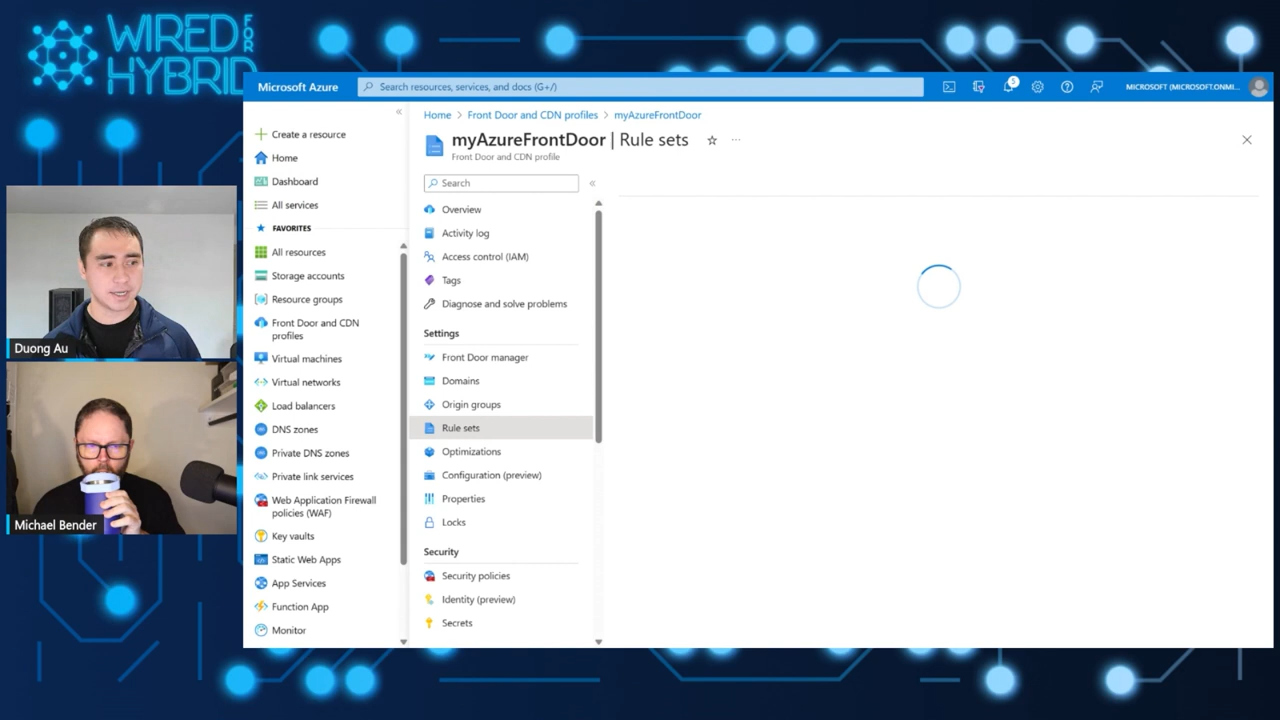 WIRED FOR
HYBRID
Microsoft Azure
Search resources, services, and docs (G+/)
5
MICROSOFT (MICROSOFT.ONMI...
«
Create a resource
Home
Dashboard
All services
FAVORITES
All resources
Storage accounts
Resource groups
Front Door and CDN
profiles
Virtual machines
Virtual networks
Load balancers
DNS zones
Private DNS zones
Private link services
Web Application Firewall
policies (WAF)
Key vaults
Static Web Apps
App Services
Function App
Monitor
Home > Front Door and CDN profiles > myAzureFrontDoor
myAzureFrontDoor | Rule sets
Front Door and CDN profile
Search
«
Overview
Activity log
Access control (IAM)
Tags
Diagnose and solve problems
Settings
Front Door manager
Domains
Origin groups
Rule sets
Optimizations
Configuration (preview)
Properties
Locks
Security
Security policies
Identity (preview)
Secrets
Duong Au
Michael Bender